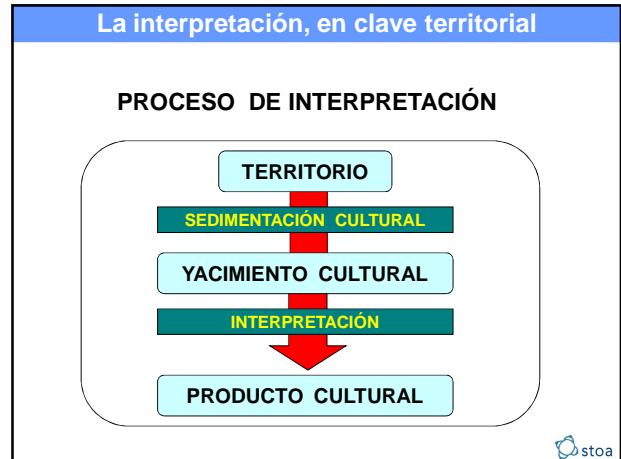 La interpretación, en clave territorial
PROCESO DE INTERPRETACIÓN
TERRITORIO
SEDIMENTACIÓN CULTURAL
YACIMIENTO CULTURAL
INTERPRETACIÓN
PRODUCTO CULTURAL
stoa